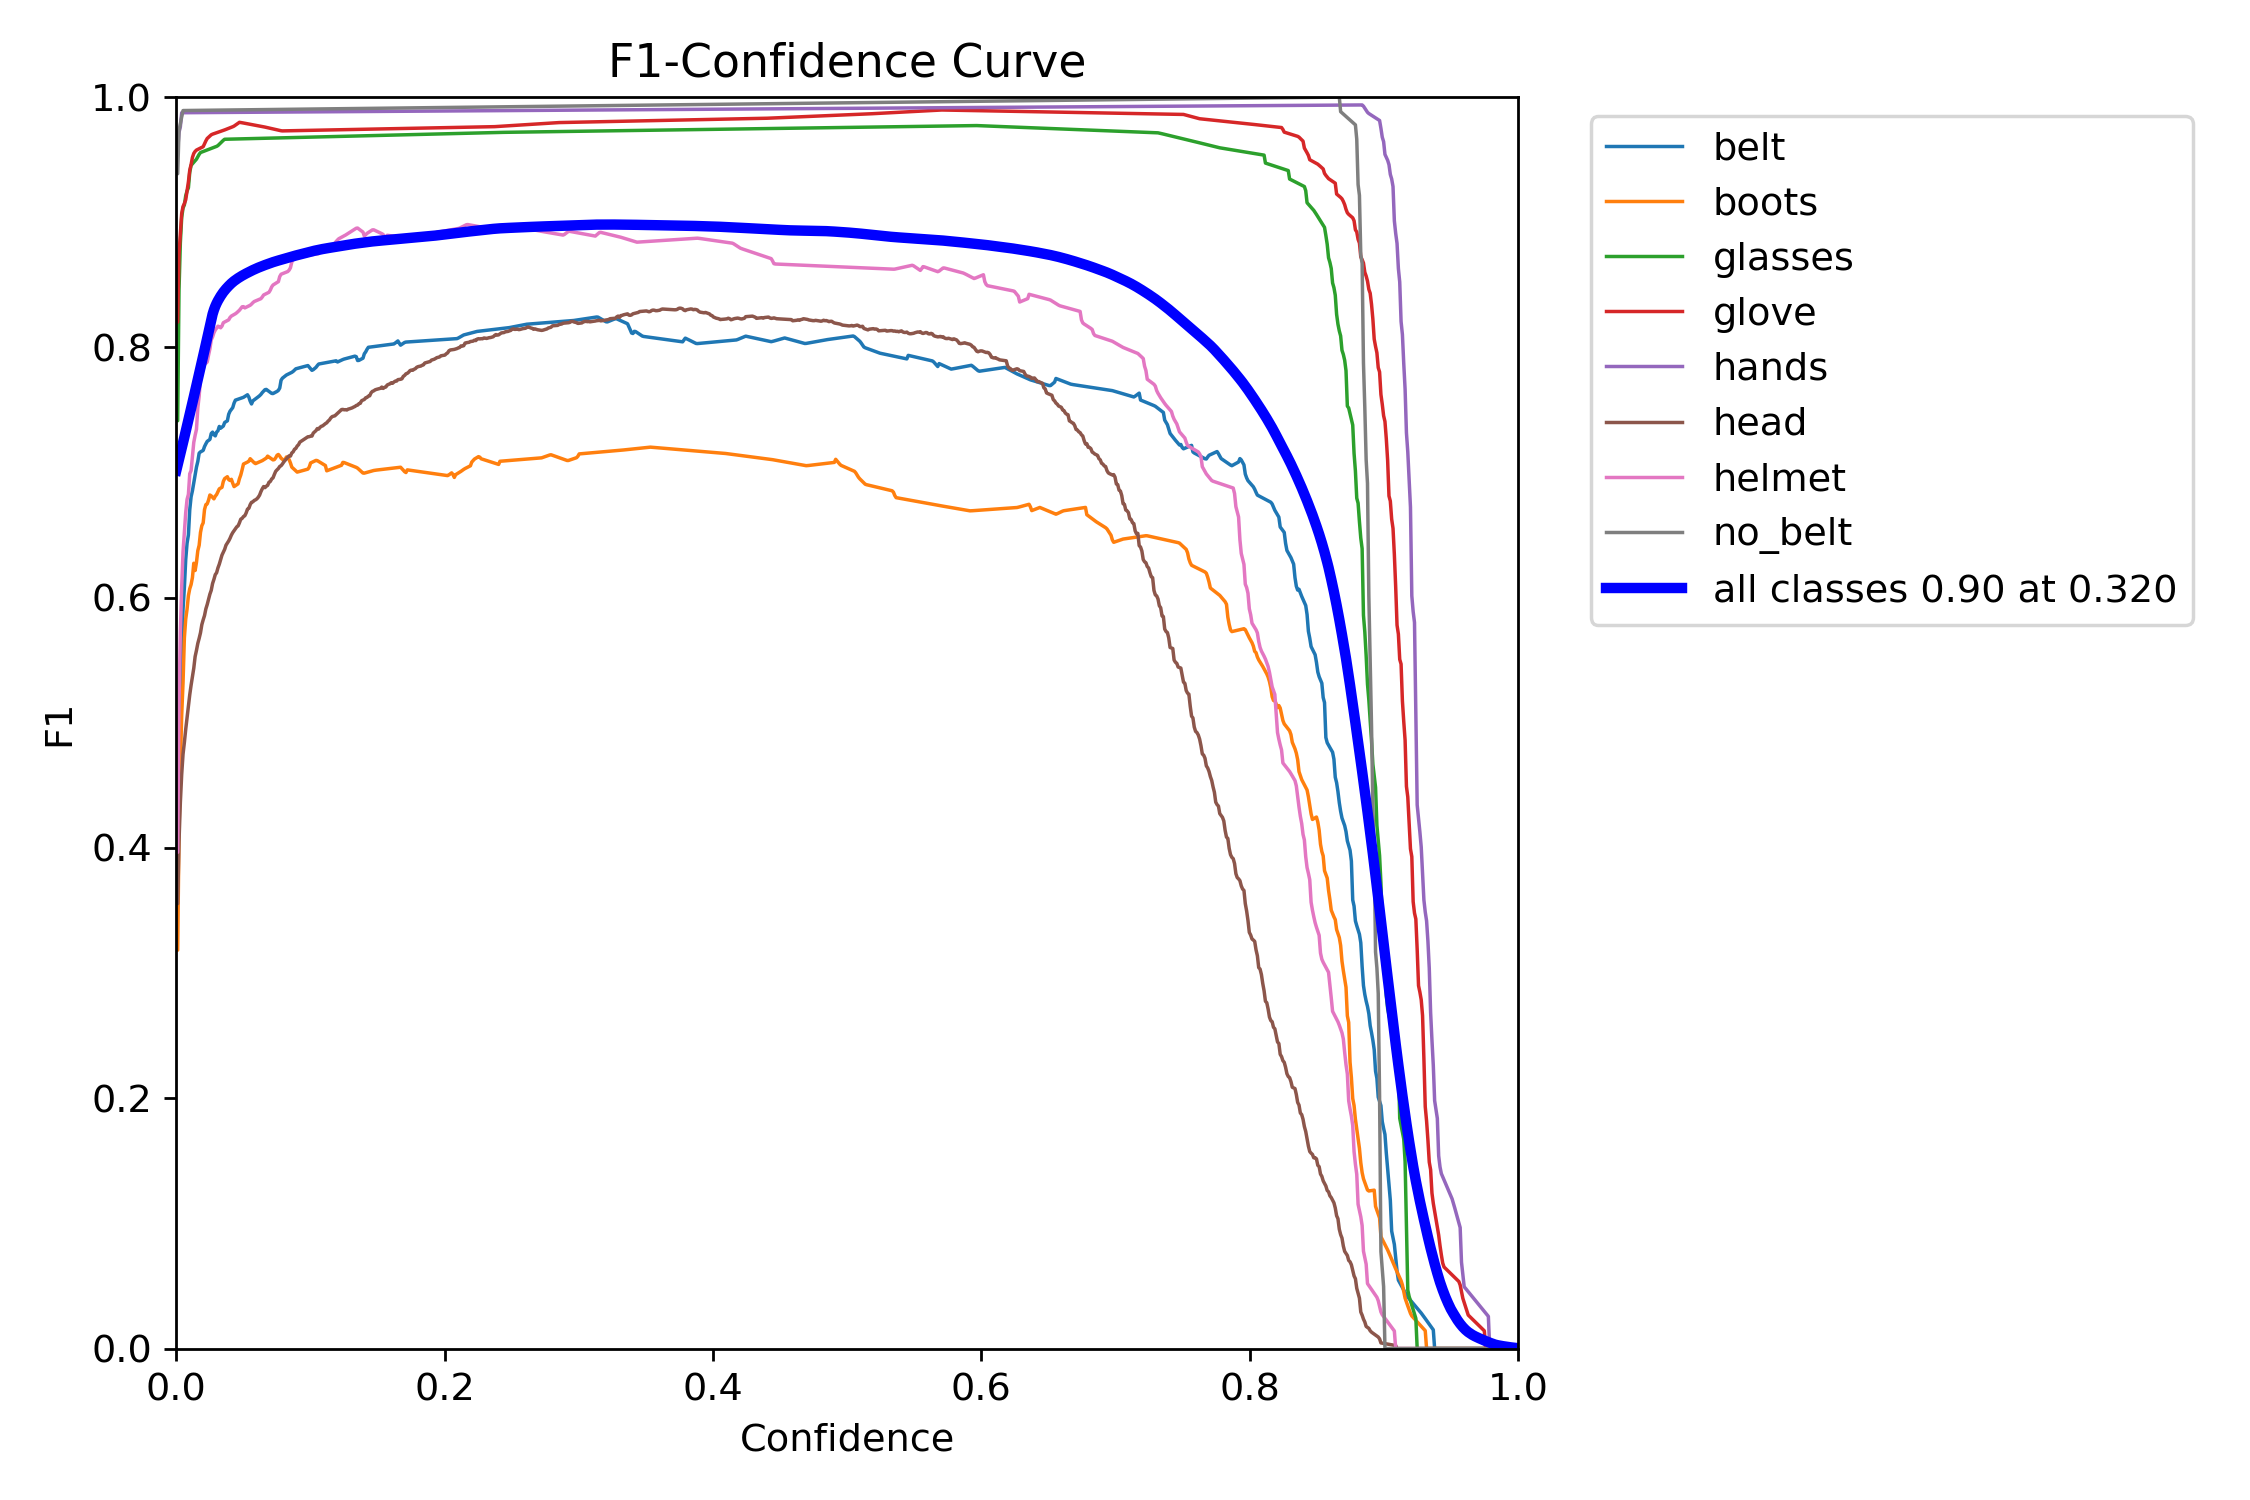 F1-Confidence Curve
1.0
0.8
0.6
0.4
0.2
0.0
F1
0.0 0.2 0.4 0.6 0.8 1.0
Confidence
belt
boots
glasses
glove
hands
head
helmet
no_belt
all classes 0.90 at 0.320